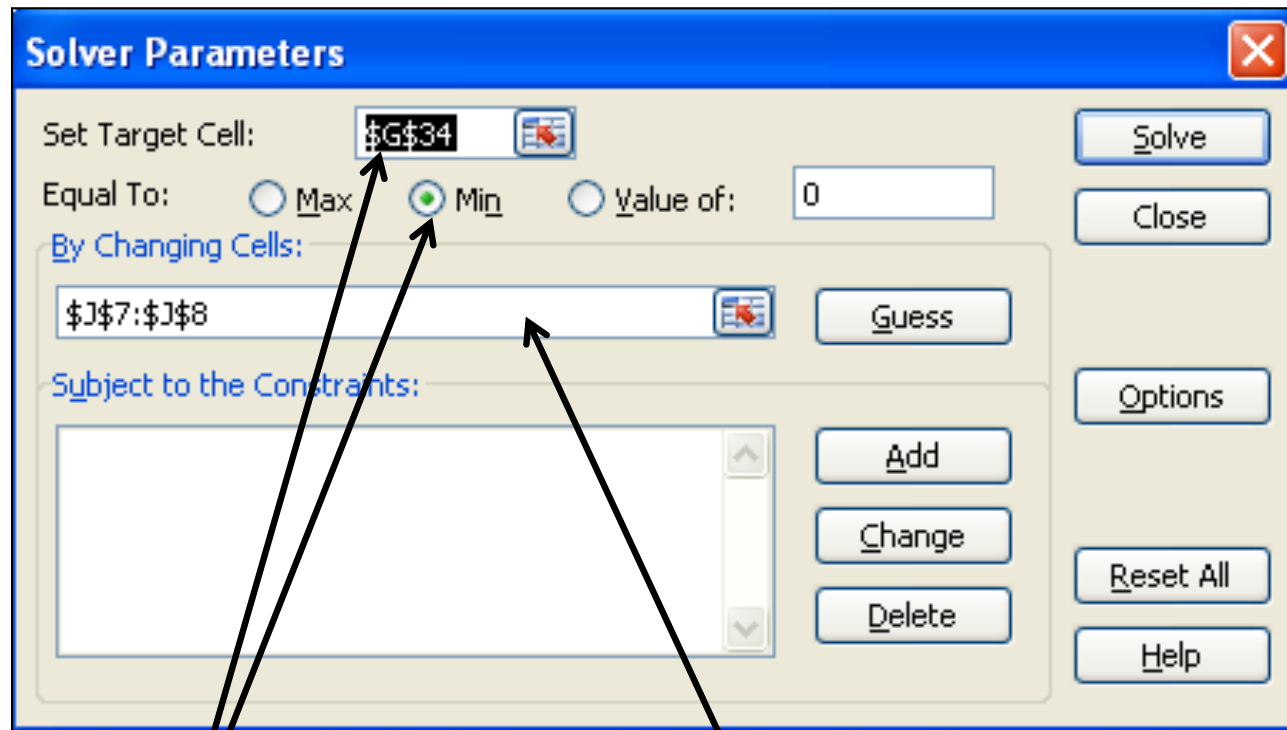 Solver Parameters
Set Target Cell: $G$34 Solve
Equal To: Max Min Value of: 0 Close
By Changing Cells:
$J$7:$J$8 Guess
Subject to the Constraints: Options
Add
Change
Reset All
Delete
Help